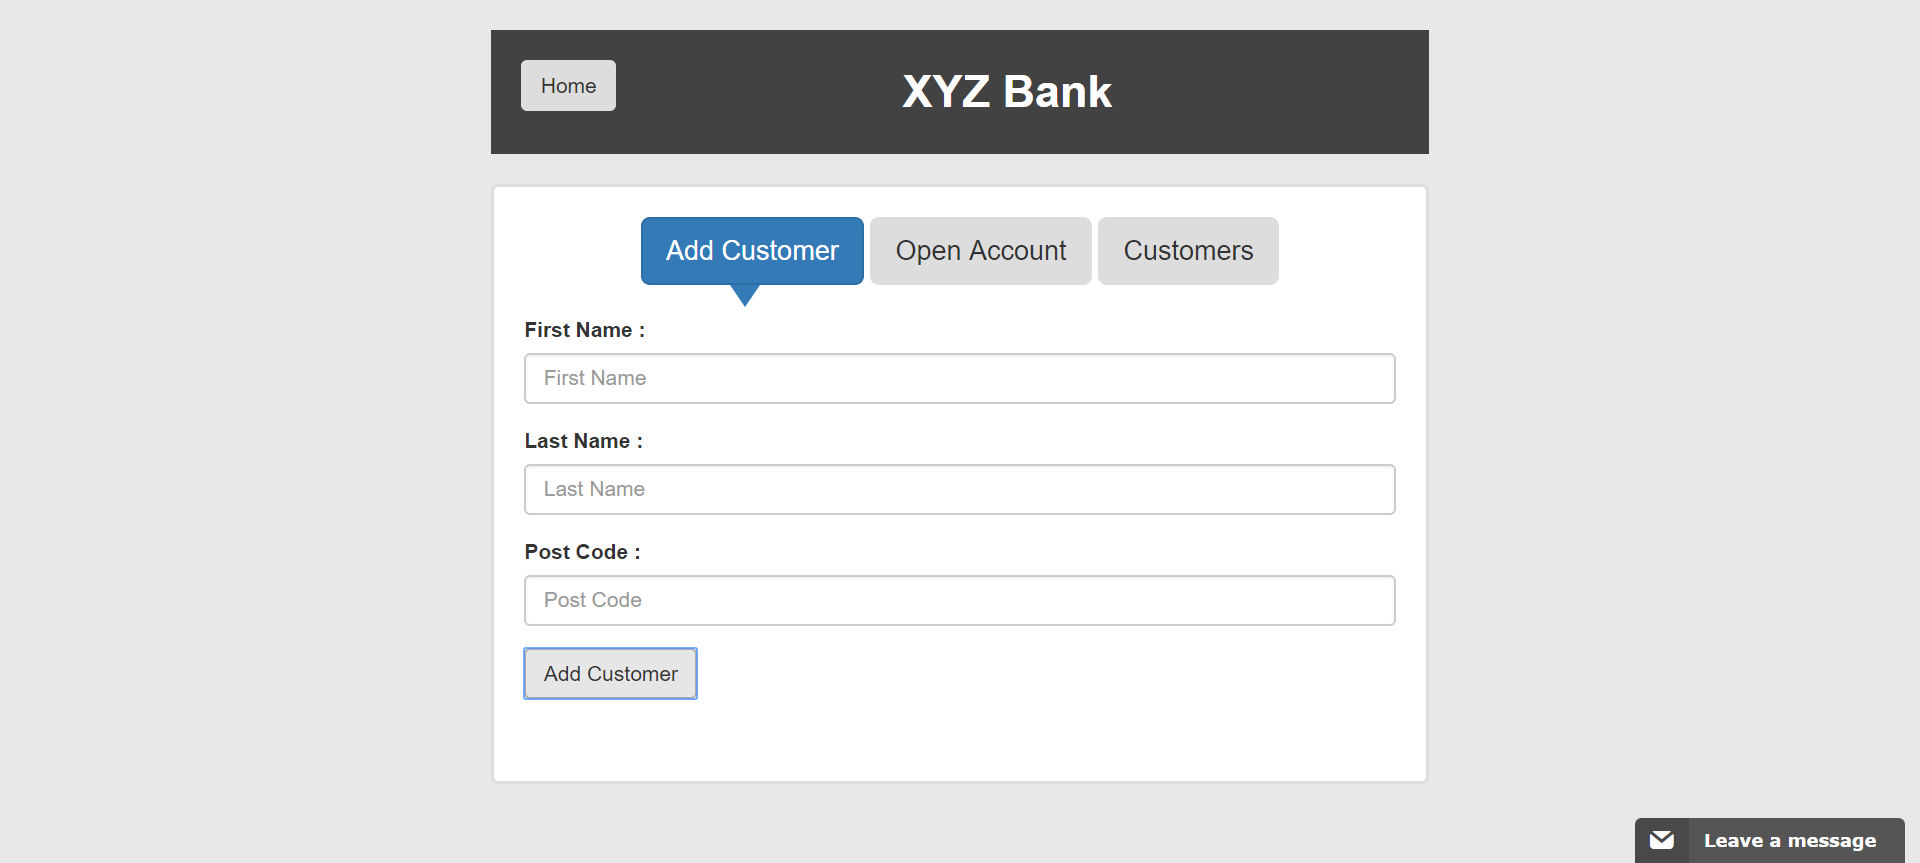 Home
XYZ Bank
Add Customer
Open Account
Customers
First Name :
First Name
Last Name :
Last Name
Post Code :
Post Code
Add Customer
Leave a message